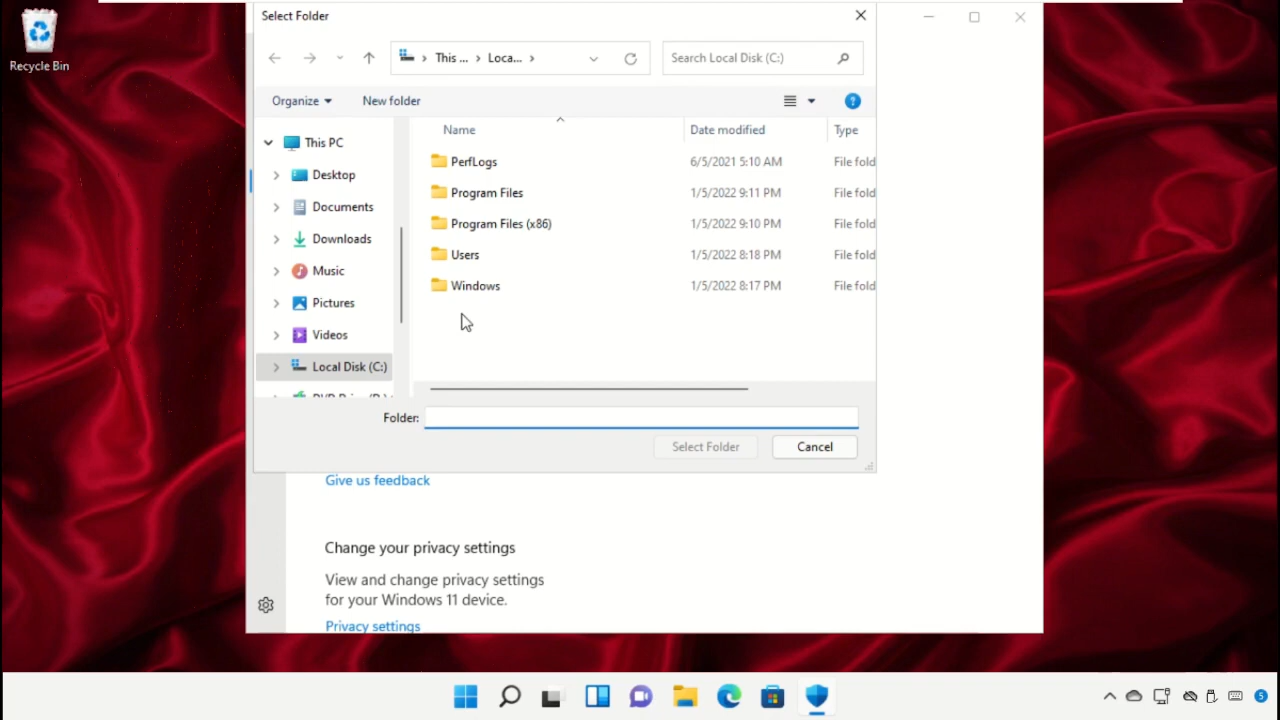 Recycle Bin
Select Folder
This ... Loca...
Search Local Disk (C:)
Organize
New folder
Name Date modified Type
This PC
Desktop
Documents
Downloads
Music
Pictures
Videos
Local Disk (C:)
PerfLogs 6/5/2021 5:10 AM File fold
Program Files 1/5/2022 9:11 PM File fold
Program Files (x86) 1/5/2022 9:10 PM File fold
Users 1/5/2022 8:18 PM File fold
Windows 1/5/2022 8:17 PM File fold
Folder:
Select Folder Cancel
Give us feedback
Change your privacy settings
View and change privacy settings
for your Windows 11 device.
Privacy settings
5